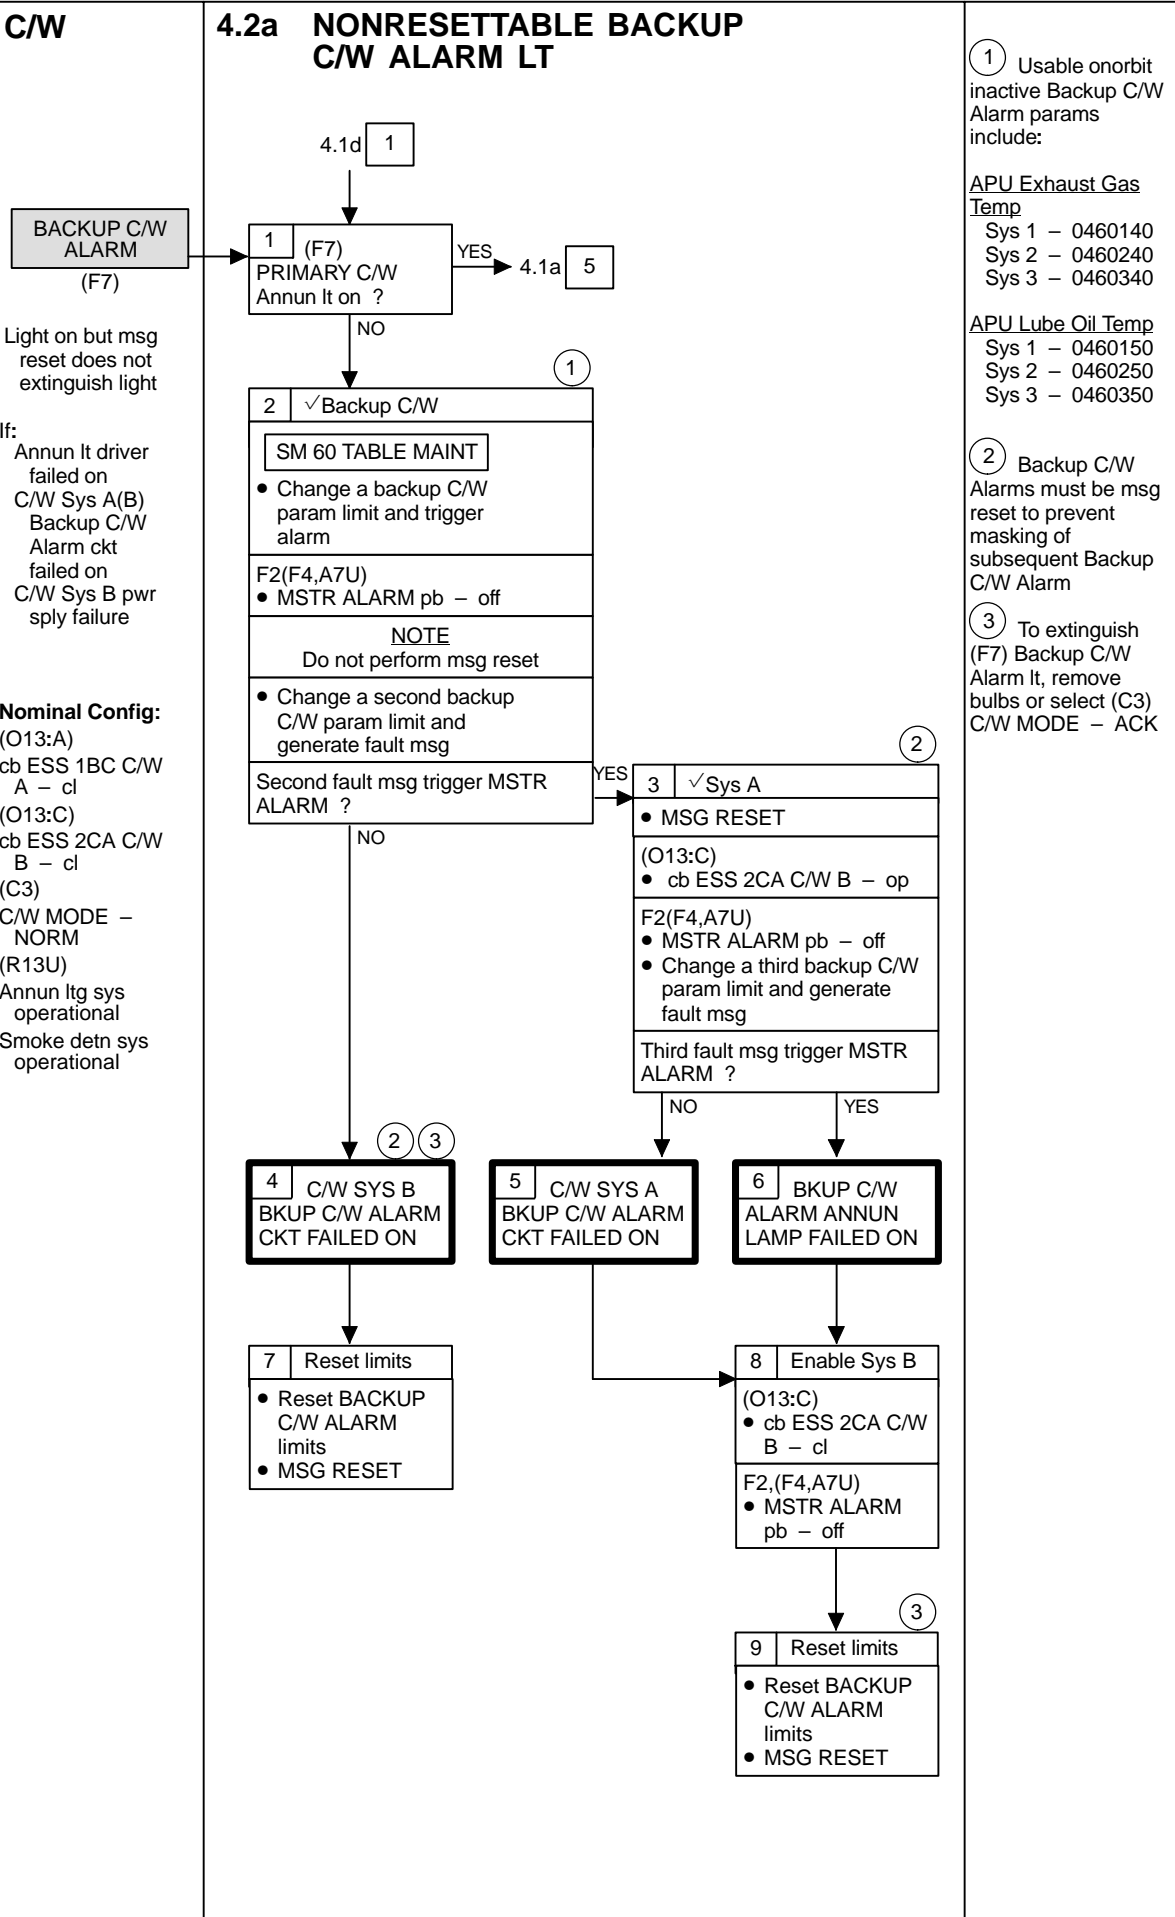 C/W
4.2a NONRESETTABLE BACKUP
C/W ALARM LT
BACKUP C/W
ALARM
(F7)
Light on but msg
reset does not
extinguish light
If:
Annun lt driver
failed on
C/W Sys A(B)
Backup C/W
Alarm ckt
failed on
C/W Sys B pwr
sply failure
Nominal Config:
(O13:A)
cb ESS 1BC C/W
A – cl
(O13:C)
cb ESS 2CA C/W
B – cl
(C3)
C/W MODE –
NORM
(R13U)
Annun ltg sys
operational
Smoke detn sys
operational
4.1d 1
1 (F7)
PRIMARY C/W
Annun lt on ?
YES
4.1a 5
NO
1
2 √Backup C/W
SM 60 TABLE MAINT
• Change a backup C/W
param limit and trigger
alarm
F2(F4,A7U)
• MSTR ALARM pb – off
NOTE
Do not perform msg reset
• Change a second backup
C/W param limit and
generate fault msg
Second fault msg trigger MSTR
ALARM ?
YES
NO
2
3 √Sys A
• MSG RESET
(O13:C)
• cb ESS 2CA C/W B – op
F2(F4,A7U)
• MSTR ALARM pb – off
• Change a third backup C/W
param limit and generate
fault msg
Third fault msg trigger MSTR
ALARM ?
NO
YES
2 3
4 C/W SYS B
BKUP C/W ALARM
CKT FAILED ON
5 C/W SYS A
BKUP C/W ALARM
CKT FAILED ON
6 BKUP C/W
ALARM ANNUN
LAMP FAILED ON
7 Reset limits
• Reset BACKUP
C/W ALARM
limits
• MSG RESET
8 Enable Sys B
(O13:C)
• cb ESS 2CA C/W
B – cl
F2,(F4,A7U)
• MSTR ALARM
pb – off
3
9 Reset limits
• Reset BACKUP
C/W ALARM
limits
• MSG RESET
1 Usable onorbit
inactive Backup C/W
Alarm params
include:
APU Exhaust Gas
Temp
Sys 1 – 0460140
Sys 2 – 0460240
Sys 3 – 0460340
APU Lube Oil Temp
Sys 1 – 0460150
Sys 2 – 0460250
Sys 3 – 0460350
2 Backup C/W
Alarms must be msg
reset to prevent
masking of
subsequent Backup
C/W Alarm
3 To extinguish
(F7) Backup C/W
Alarm lt, remove
bulbs or select (C3)
C/W MODE – ACK